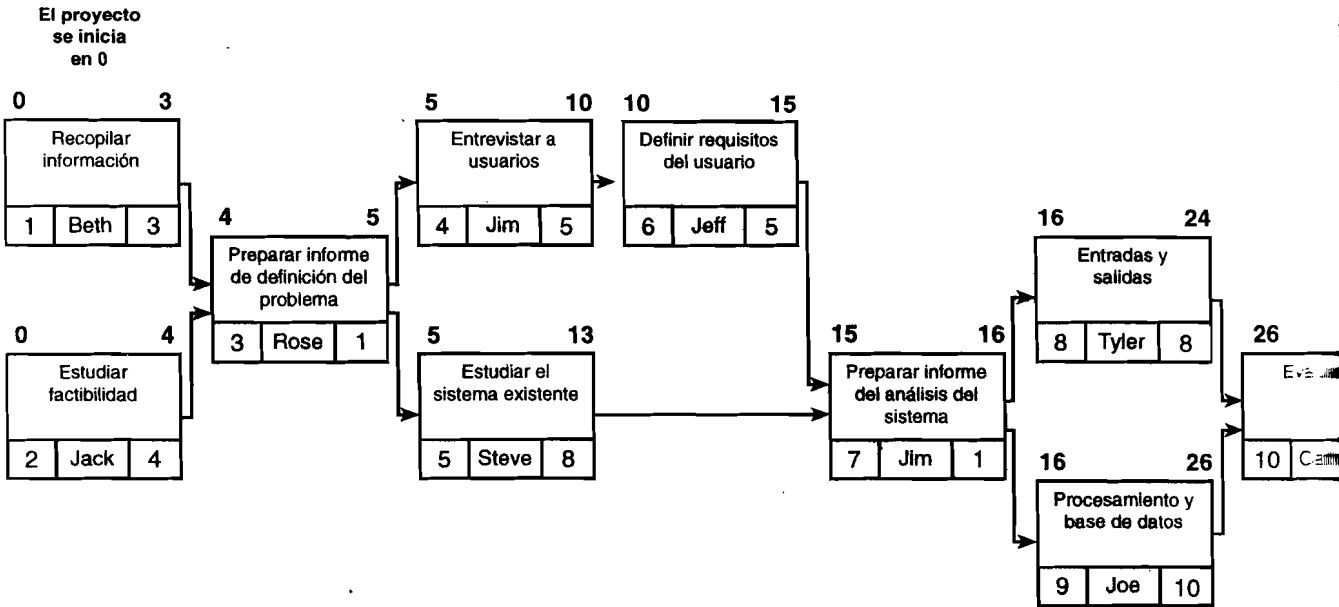 El proyecto
se inicia
en 0
0 3
Recopilar
información
1 Beth 3
0 4
Estudiar
factibilidad
2 Jack 4
4 5
Preparar informe
de definición del
problema
3 Rose 1
5 10
Entrevistar a
usuarios
4 Jim 5
5 13
Estudiar el
sistema existente
5 Steve 8
10 15
Definir requisitos
del usuario
6 Jeff 5
15 16
Preparar informe
del análisis del
sistema
7 Jim 1
16 24
Entradas y
salidas
8 Tyler 8
16 26
Procesamiento y
base de datos
9 Joe 10
26
10